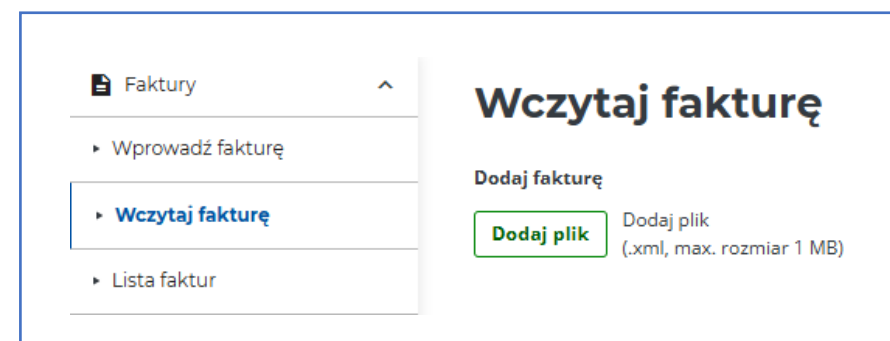 Faktury
Wprowadź fakturę
Wczytaj fakturę
Lista faktur
Wczytaj fakturę
Dodaj fakturę
Dodaj plik
Dodaj plik
(.xml, max. rozmiar 1 MB)